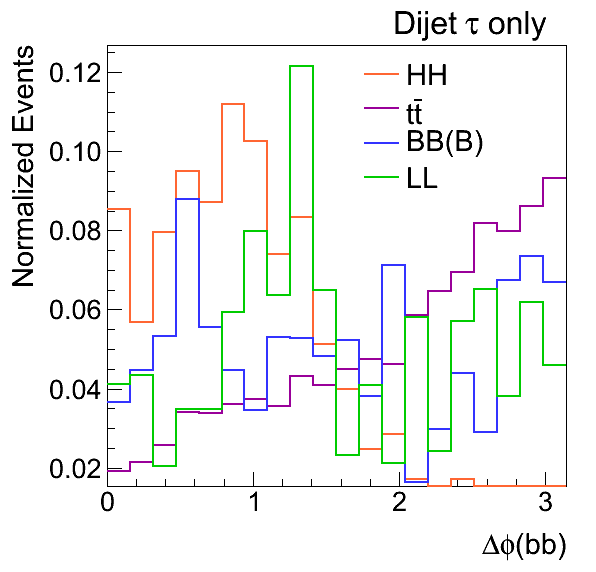 Dijet τ only
Normalized Events
0.12
0.10
0.08
0.06
0.04
0.02
HH
tt̄
BB(B)
LL
0 1 2 3
Δϕ(bb)